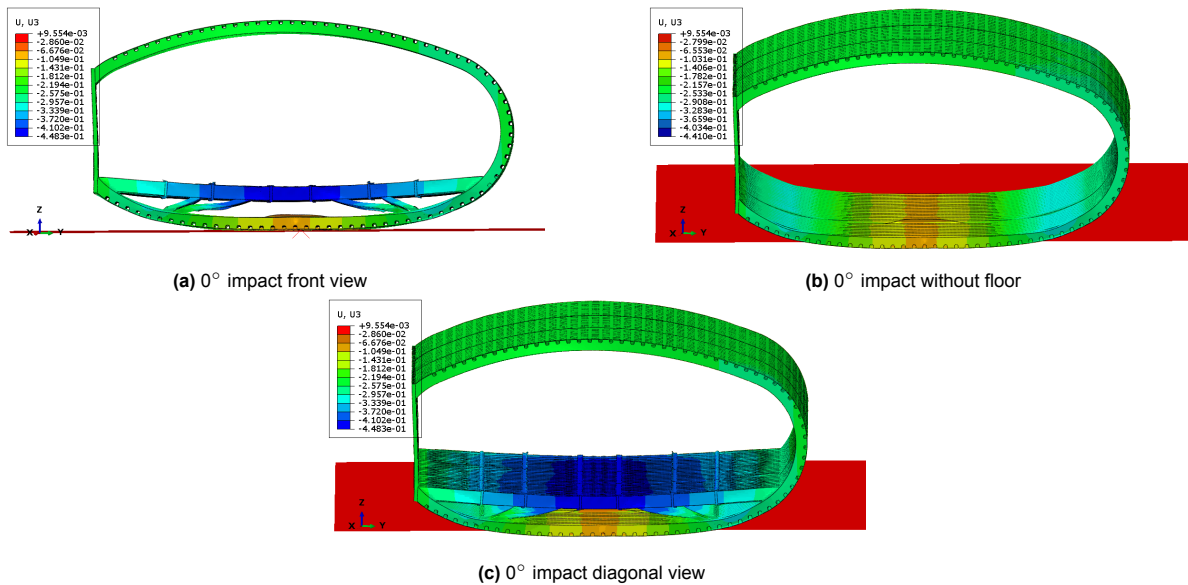 U, U3
+9.554e-03
-2.860e-02
-6.676e-02
-1.049e-01
-1.431e-01
-1.812e-01
-2.194e-01
-2.575e-01
-2.957e-01
-3.339e-01
-3.720e-01
-4.102e-01
-4.483e-01
Z
X Y
(a) 0° impact front view
U, U3
+9.554e-03
-2.799e-02
-6.553e-02
-1.031e-01
-1.406e-01
-1.782e-01
-2.157e-01
-2.533e-01
-2.908e-01
-3.283e-01
-3.659e-01
-4.034e-01
-4.410e-01
Z
X Y
(b) 0° impact without floor
U, U3
+9.554e-03
-2.860e-02
-6.676e-02
-1.049e-01
-1.431e-01
-1.812e-01
-2.194e-01
-2.575e-01
-2.957e-01
-3.339e-01
-3.720e-01
-4.102e-01
-4.483e-01
Z
X Y
(c) 0° impact diagonal view